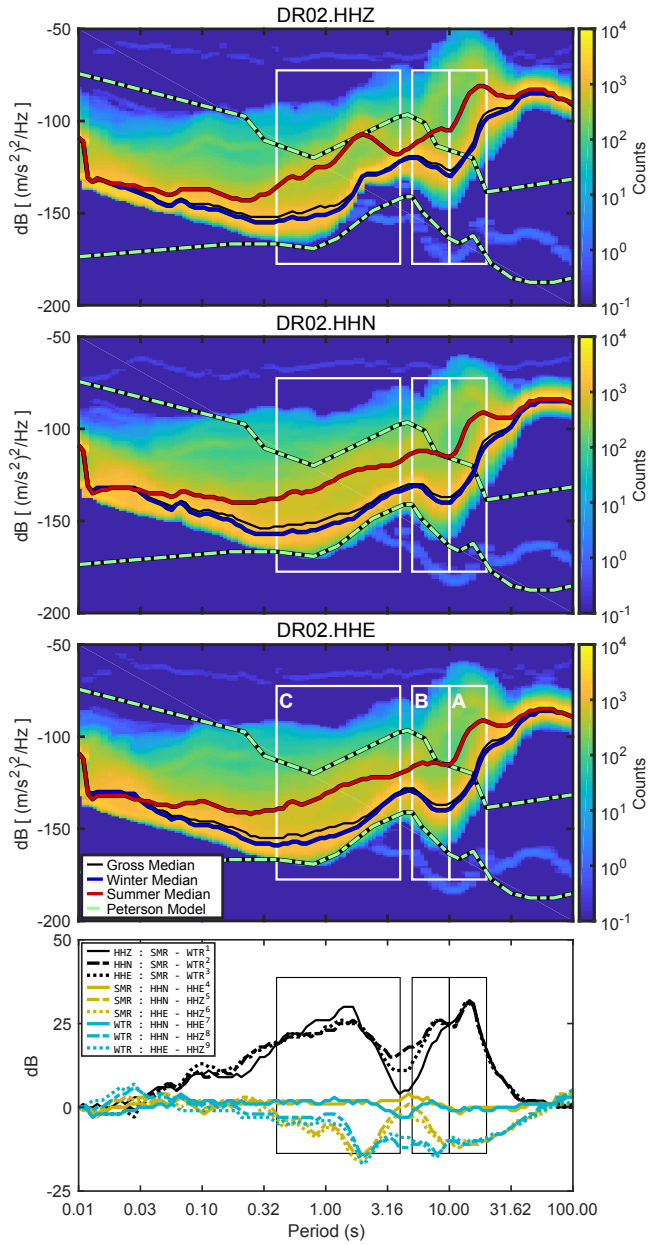 DR02.HHZ
-50
-100
-150
-200
dB [ (m/s²)²/Hz]
10⁴
10³
10²
10¹
10⁰
10⁻¹
Counts
DR02.HHN
-50
-100
-150
-200
dB [ (m/s²)²/Hz]
10⁴
10³
10²
10¹
10⁰
10⁻¹
Counts
DR02.HHE
-50
-100
-150
-200
dB [ (m/s²)²/Hz]
C B A
Gross Median
Winter Median
Summer Median
Peterson Model
10⁴
10³
10²
10¹
10⁰
10⁻¹
Counts
50
25
0
-25
dB
HHZ : SMR - WTR¹
HHN : SMR - WTR²
HHE : SMR - WTR³
SMR : HHN - HHE⁴
SMR : HHN - HHZ⁵
SMR : HHE - HHZ⁶
WTR : HHN - HHE⁷
WTR : HHN - HHZ⁸
WTR : HHE - HHZ⁹
0.01 0.03 0.10 0.32 1.00 3.16 10.00 31.62 100.00
Period (s)